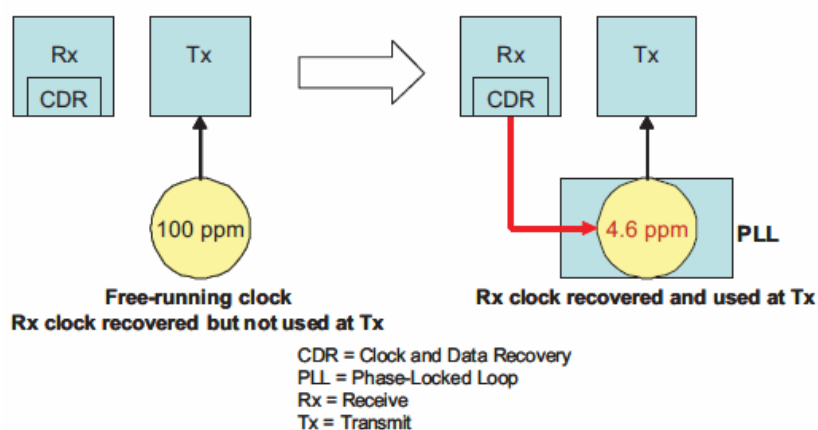 Rx
CDR
Tx
100 ppm
Free-running clock
Rx clock recovered but not used at Tx
Rx
CDR
Tx
4.6 ppm
PLL
Rx clock recovered and used at Tx
CDR = Clock and Data Recovery
PLL = Phase-Locked Loop
Rx = Receive
Tx = Transmit